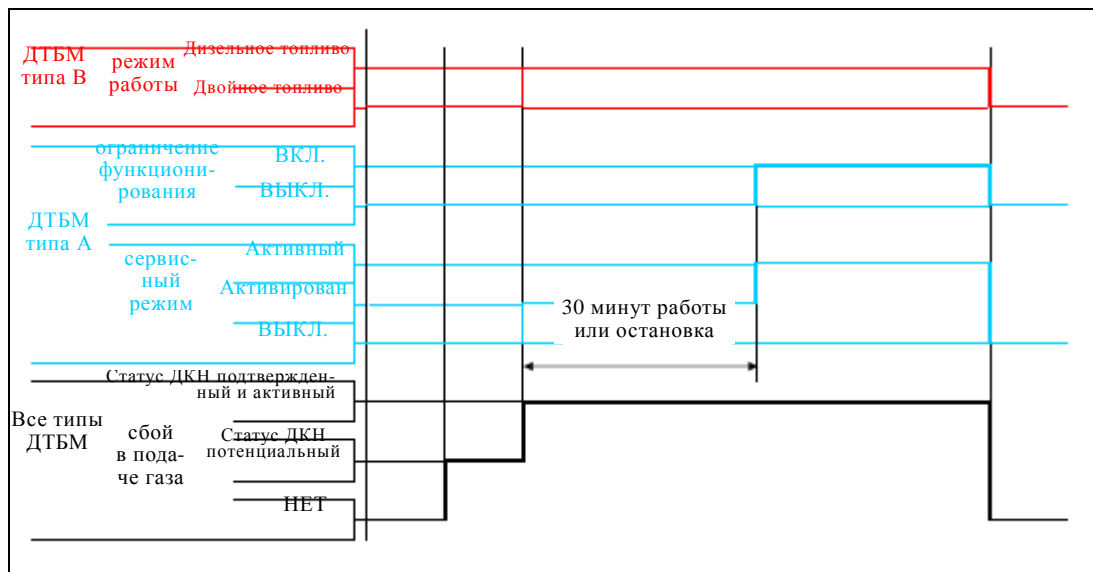 ДТБМ
типа В
режим
работы
Дизельное топливо
Двойное топливо
ДТБМ
типа А
ограничение
функциони-
рования
ВКЛ.
ВЫКЛ.
сервис-
ный
режим
Активный
Активирован
ВЫКЛ.
30 минут работы
или остановка
Все типы
ДТБМ
сбой
в пода-
че газа
Статус ДКН подтвержден-
ный и активный
Статус ДКН
потенциальный
НЕТ